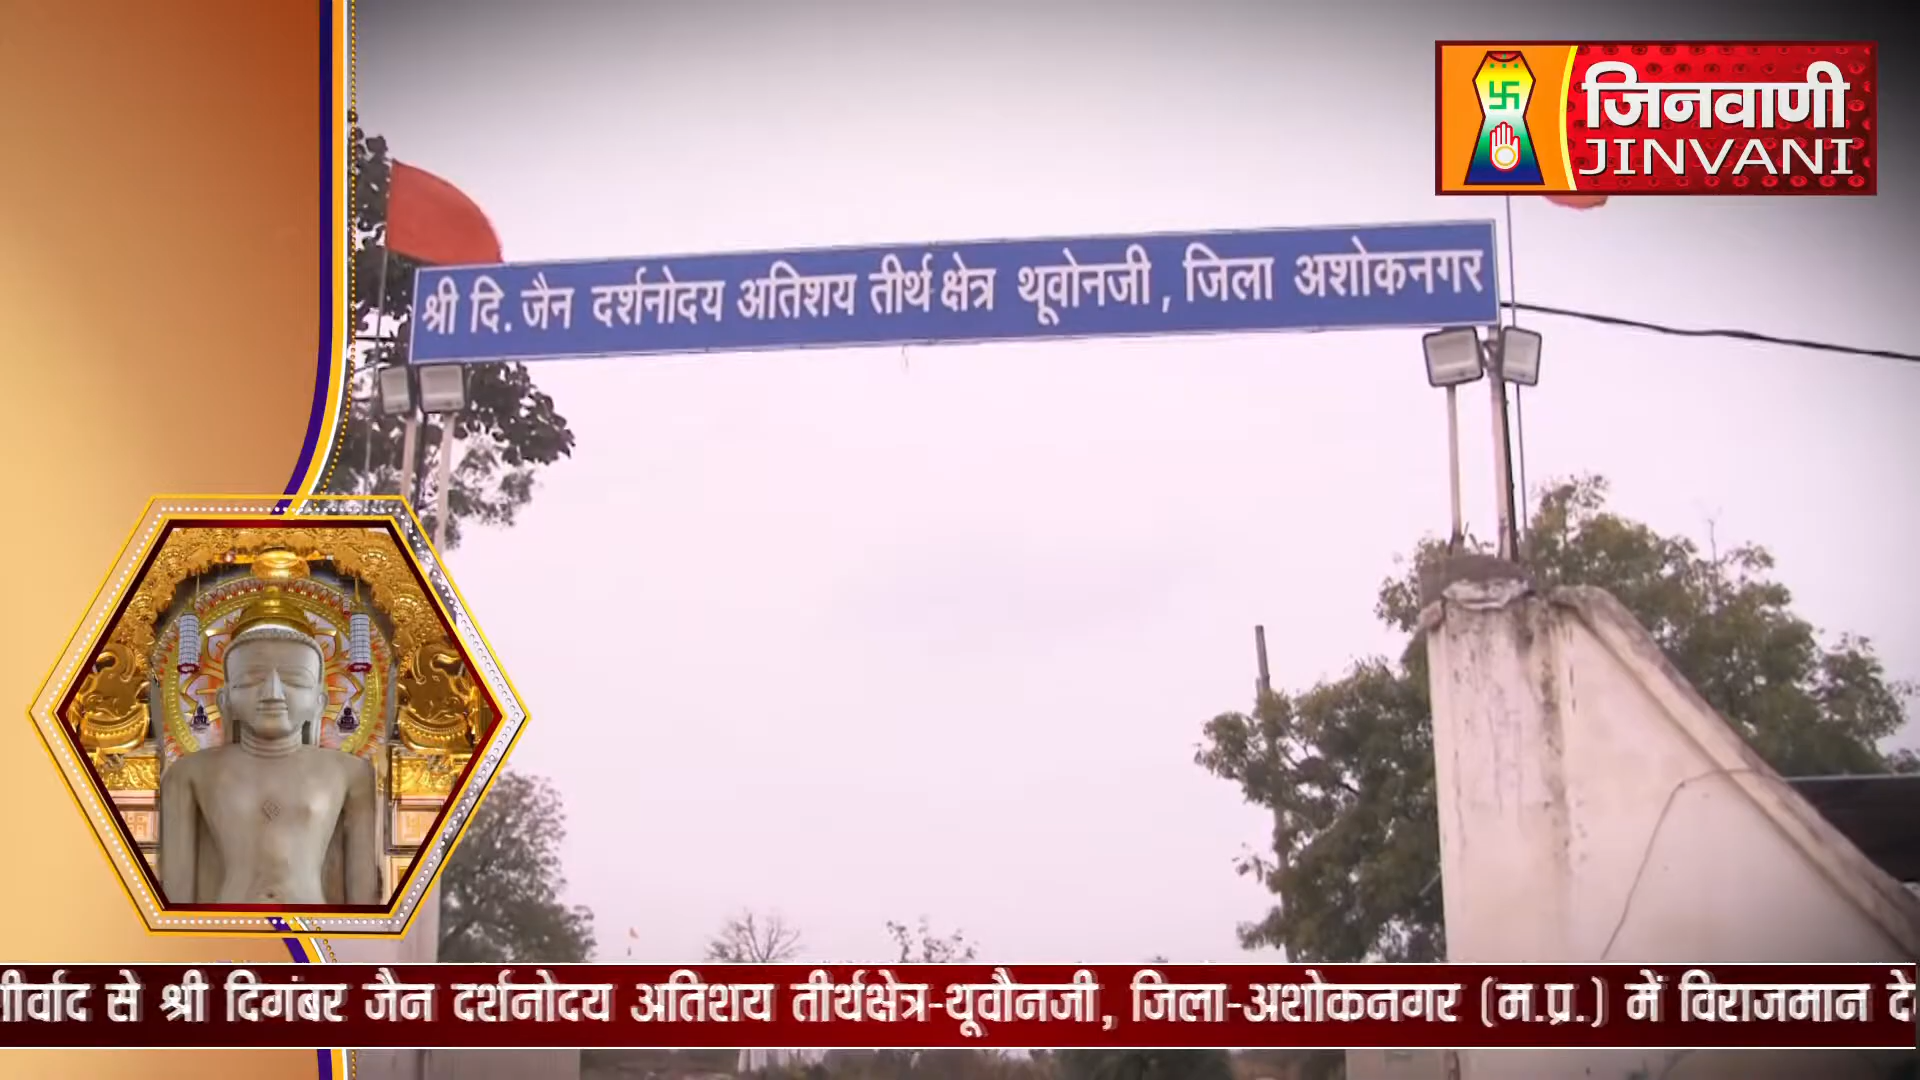 जिनवाणी
JINVANI
श्री दि. जैन दर्शनोदय अतिशय तीर्थ क्षेत्र थूवोनजी, जिला अशोकनगर
से श्री दिगंबर जैन दर्शनोदय अतिशय तीर्थक्षेत्र-थूवौनजी, जिला-अशोकनगर (म.प्र.) में विराजमान